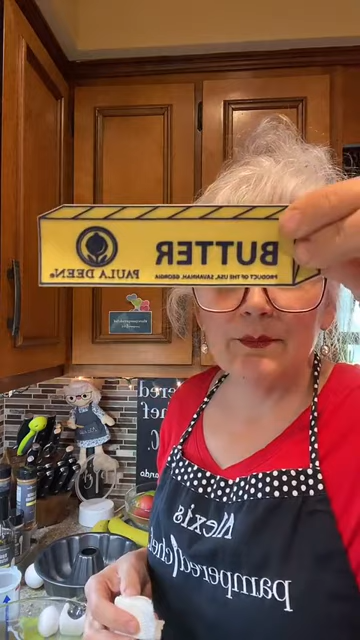 BUTTER
PRODUCT OF THE USA, SAVANNAH, GEORGIA
PAULA DEEN®
Alexis
pampered chef